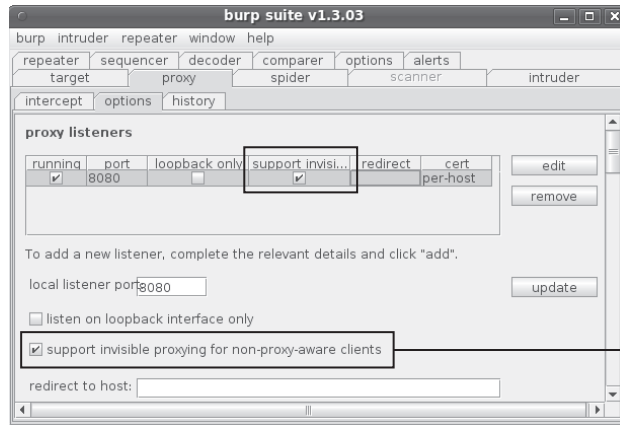 burp suite v1.3.03
burp intruder repeater window help
repeater sequencer decoder comparer options alerts
target proxy spider scanner intruder
intercept options history
proxy listeners
running port loopback only support invisi... redirect cert
8080 per-host
edit
remove
To add a new listener, complete the relevant details and click "add".
local listener port: 8080
update
listen on loopback interface only
support invisible proxying for non-proxy-aware clients
redirect to host: